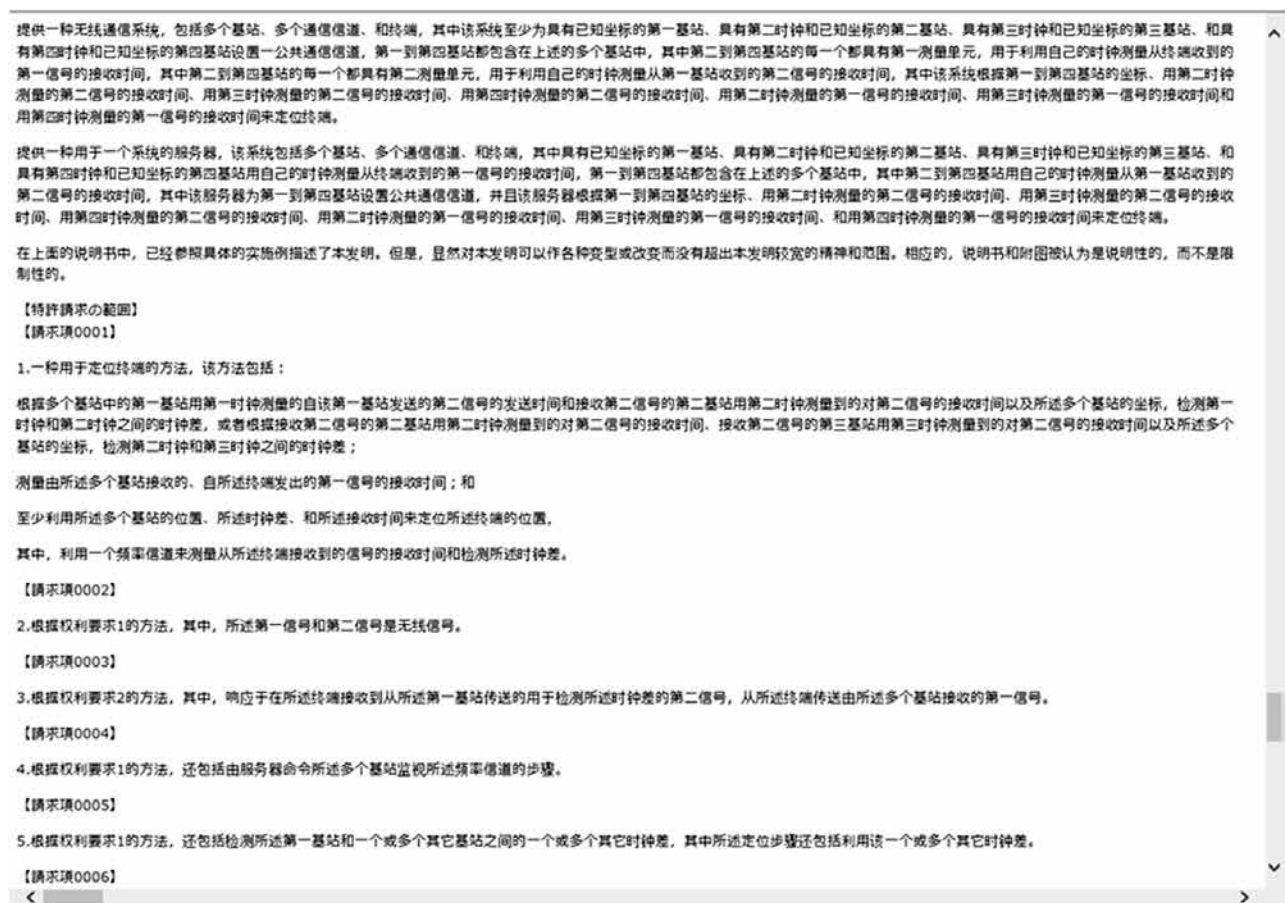 提供一种无线通信系统，包括多个基站、多个通信信道、和终端，其中该系统至少为具有已知坐标的第一基站、具有第二时钟和已知坐标的第二基站、具有第三时钟和已知坐标的第三基站、和具
有第四时钟和已知坐标的第四基站设置一公共通信信道，第一到第四基站都包含在上述的多个基站中，其中第二到第四基站的每一个都具有第一测量单元，用于利用自己的时钟测量从终端收到的
第一信号的接收时间，其中第二到第四基站的每一个都具有第二测量单元，用于利用自己的时钟测量从第一基站收到的第二信号的接收时间，其中该系统根据第一到第四基站的坐标、用第二时钟
测量的第二信号的接收时间、用第三时钟测量的第二信号的接收时间、用第四时钟测量的第二信号的接收时间、用第二时钟测量的第一信号的接收时间、用第三时钟测量的第一信号的接收时间和
用第四时钟测量的第一信号的接收时间来定位终端。
提供一种用于一个系统的服务器，该系统包括多个基站、多个通信信道、和终端，其中具有已知坐标的第一基站、具有第二时钟和已知坐标的第二基站、具有第三时钟和已知坐标的第三基站、和
具有第四时钟和已知坐标的第四基站用自己的时钟测量从终端收到的第一信号的接收时间，第一到第四基站都包含在上述的多个基站中，其中第二到第四基站用自己的时钟测量从第一基站收到的
第二信号的接收时间，其中该服务器为第一到第四基站设置公共通信信道，并且该服务器根据第一到第四基站的坐标、用第二时钟测量的第二信号的接收时间、用第三时钟测量的第二信号的接收
时间、用第四时钟测量的第二信号的接收时间、用第二时钟测量的第一信号的接收时间、用第三时钟测量的第一信号的接收时间、和用第四时钟测量的第一信号的接收时间来定位终端。
在上面的说明书中，已经参照具体的实施例描述了本发明。但是，显然对本发明可以作各种变型或改变而没有超出本发明较宽的精神和范围。相应的，说明书和附图被认为是说明性的，而不是限
制性的。
【特許請求の範囲】
【請求項0001】
1.一种用于定位终端的方法，该方法包括：
根据多个基站中的第一基站用第一时钟测量的自该第一基站发送的第二信号的发送时间和接收第二信号的第二基站用第二时钟测量到的对第二信号的接收时间以及所述多个基站的坐标，检测第一
时钟和第二时钟之间的时钟差，或者根据接收第二信号的第二基站用第二时钟测量到的对第二信号的接收时间、接收第二信号的第三基站用第三时钟测量到的对第二信号的接收时间以及所述多个
基站的坐标，检测第二时钟和第三时钟之间的时钟差；
测量由所述多个基站接收的、自所述终端发出的第一信号的接收时间；和
至少利用所述多个基站的位置、所述时钟差、和所述接收时间来定位所述终端的位置，
其中，利用一个频率信道来测量从所述终端接收到的信号的接收时间和检测所述时钟差。
【請求項0002】
2.根据权利要求1的方法，其中，所述第一信号和第二信号是无线信号。
【請求項0003】
3.根据权利要求2的方法，其中，响应于在所述终端接收到从所述第一基站传送的用于检测所述时钟差的第二信号，从所述终端传送由所述多个基站接收的第一信号。
【請求項0004】
4.根据权利要求1的方法，还包括由服务器命令所述多个基站监视所述频率信道的步骤。
【請求項0005】
5.根据权利要求1的方法，还包括检测所述第一基站和一个或多个其它基站之间的一个或多个其它时钟差，其中所述定位步骤还包括利用该一个或多个其它时钟差。
【請求項0006】